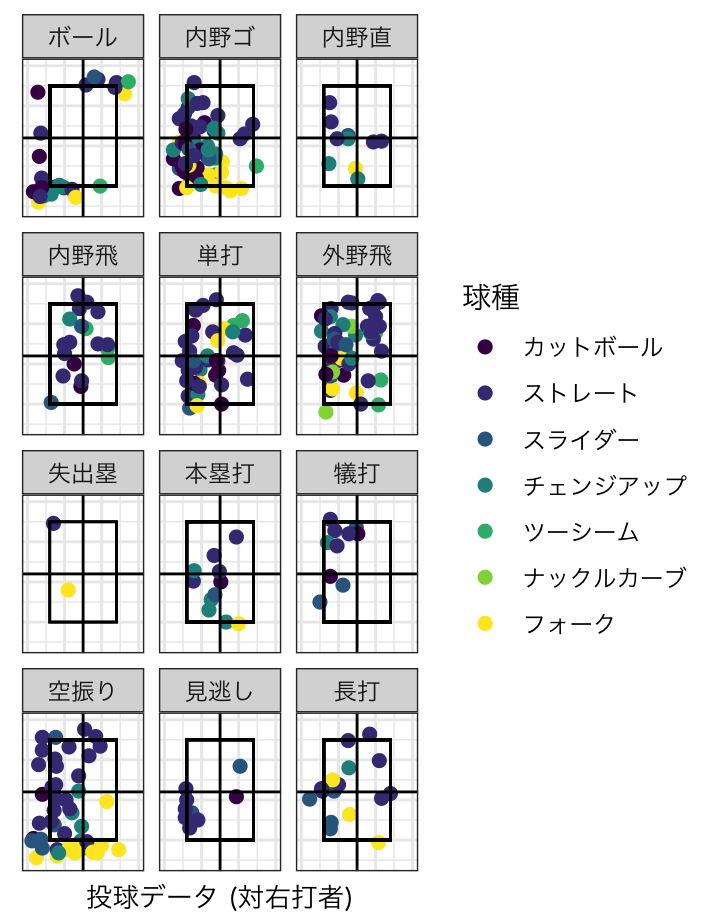 ボール
内野ゴ
内野直
内野飛
単打
外野飛
失出塁
本塁打
犠打
空振り
見逃し
長打
球種
カットボール
ストレート
スライダー
チェンジアップ
ツーシーム
ナックルカーブ
フォーク
投球データ (対右打者)